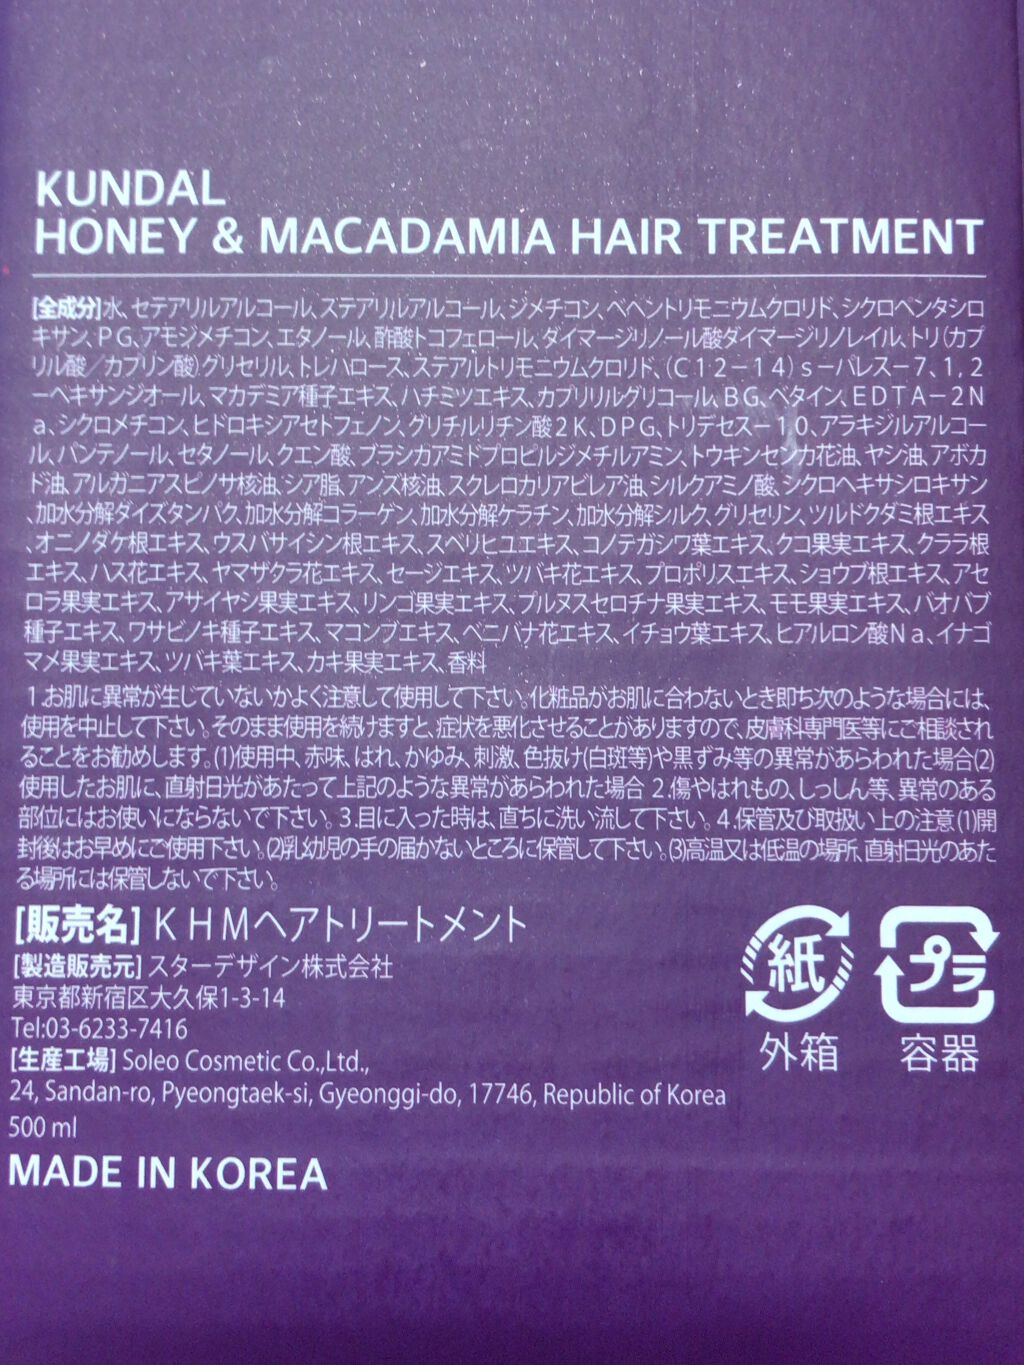 KUNDAL
HONEY & MACADAMIA HAIR TREATMENT
[全成分]水、セテアリルアルコール、ステアリルアルコール、ジメチコン、ベヘントリモニウムクロリド、シクロペンタシロ
キサン、PG、アモジメチコン、エタノール、酢酸トコフェロール、ダイマージリノール酸ダイマージリノレイル、トリ(カプ
リル酸／カプリン酸)グリセリル、トレハロース、ステアルトリモニウムクロリド、(C12－14)s－パレス－7、1,2
－ヘキサンジオール、マカデミア種子エキス、ハチミツエキス、カプリリルグリコール、BG、ベタイン、EDTA－2N
a、シクロメチコン、ヒドロキシアセトフェノン、グリチルリチン酸2K、DPG、トリデセス－10、アラキジルアルコー
ル、パンテノール、セタノール、クエン酸、ブラシカアミドプロピルジメチルアミン、トウキンセンカ花油、ヤシ油、アボカ
ド油、アルガニアスピノサ核油、シア脂、アンズ核油、スクレロカリアビレア油、シルクアミノ酸、シクロヘキサシロキサン
、加水分解ダイズタンパク、加水分解コラーゲン、加水分解ケラチン、加水分解シルク、グリセリン、ツルドクダミ根エキス
、オニノダケ根エキス、ウスバサイシン根エキス、スベリヒユエキス、コノテガシワ葉エキス、クコ果実エキス、クララ根
エキス、ハス花エキス、ヤマザクラ花エキス、セージエキス、ツバキ花エキス、プロポリスエキス、ショウブ根エキス、アセ
ロラ果実エキス、アサイヤシ果実エキス、リンゴ果実エキス、プルヌスセロチナ果実エキス、モモ果実エキス、バオバブ
種子エキス、ワサビノキ種子エキス、マコンブエキス、ベニバナ花エキス、イチョウ葉エキス、ヒアルロン酸Na、イナゴ
マメ果実エキス、ツバキ葉エキス、カキ果実エキス、香料
1.お肌に異常が生じていないかよく注意して使用して下さい。化粧品がお肌に合わないとき即ち次のような場合には、
使用を中止して下さい。そのまま使用を続けますと、症状を悪化させることがありますので、皮膚科専門医等にご相談され
ることをお勧めします。(1)使用中、赤味、はれ、かゆみ、刺激、色抜け(白斑等)や黒ずみ等の異常があらわれた場合(2)
使用したお肌に、直射日光があたって上記のような異常があらわれた場合 2.傷やはれもの、しっしん等、異常のある
部位にはお使いにならないで下さい。3.目に入った時は、直ちに洗い流して下さい。4.保管及び取扱い上の注意(1)開
封後はお早めにご使用下さい。(2)乳幼児の手の届かないところに保管して下さい。(3)高温又は低温の場所、直射日光のあた
る場所には保管しないで下さい。
[販売名]KHMヘアトリートメント
[製造販売元]スターデザイン株式会社
東京都新宿区大久保1-3-14
Tel:03-6233-7416
[生産工場] Soleo Cosmetic Co.,Ltd.,
24, Sandan-ro, Pyeongtaek-si, Gyeonggi-do, 17746, Republic of Korea
500 ml
MADE IN KOREA
紙 プラ
外箱 容器